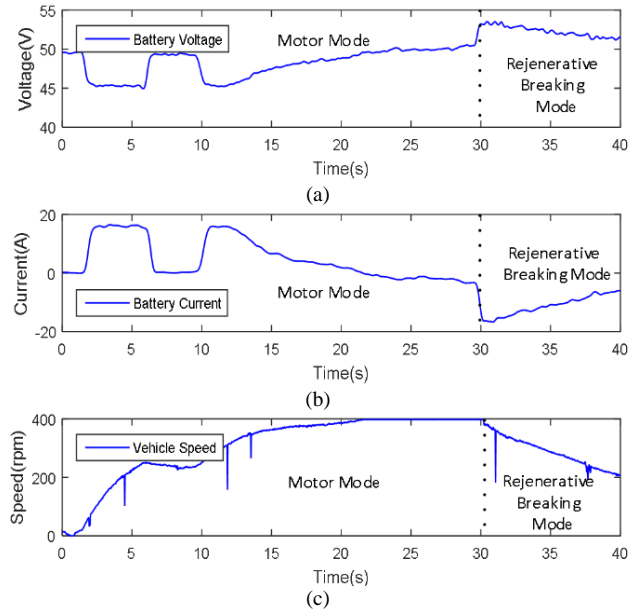 55
50
45
40
Voltage(V)
Battery Voltage
Motor Mode
Rejenerative
Breaking
Mode
0 5 10 15 20 25 30 35 40
Time(s)
(a)
20
0
-20
Current(A)
Battery Current
Motor Mode
Rejenerative
Breaking Mode
0 5 10 15 20 25 30 35 40
Time(s)
(b)
400
200
0
Speed(rpm)
Vehicle Speed
Motor Mode
Rejenerative
Breaking
Mode
0 5 10 15 20 25 30 35 40
Time(s)
(c)